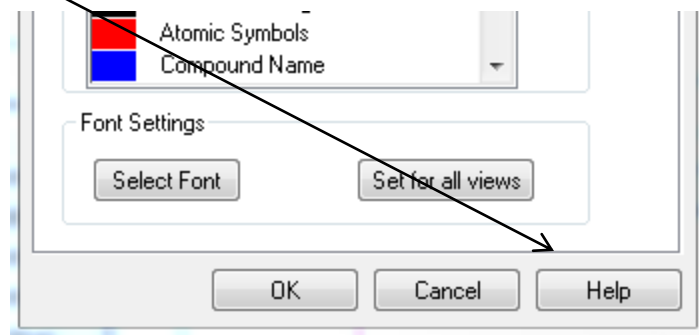 Atomic Symbols
Compound Name
Font Settings
Select Font Set for all views
OK Cancel Help